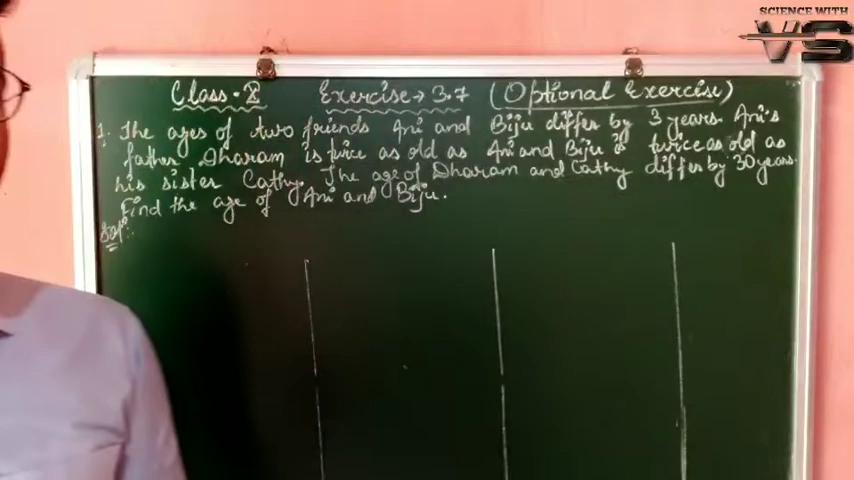 SCIENCE WITH
VS
Class - X Exercise → 3.7 (Optional Exercise)
1. The ages of two friends Ani and Biju differ by 3 years. Ani's
father Dharam is twice as old as Ani and Biju is twice as old as
his sister Cathy. The age of Dharam and Cathy differ by 30 years.
Find the age of Ani and Biju.
Solⁿ: